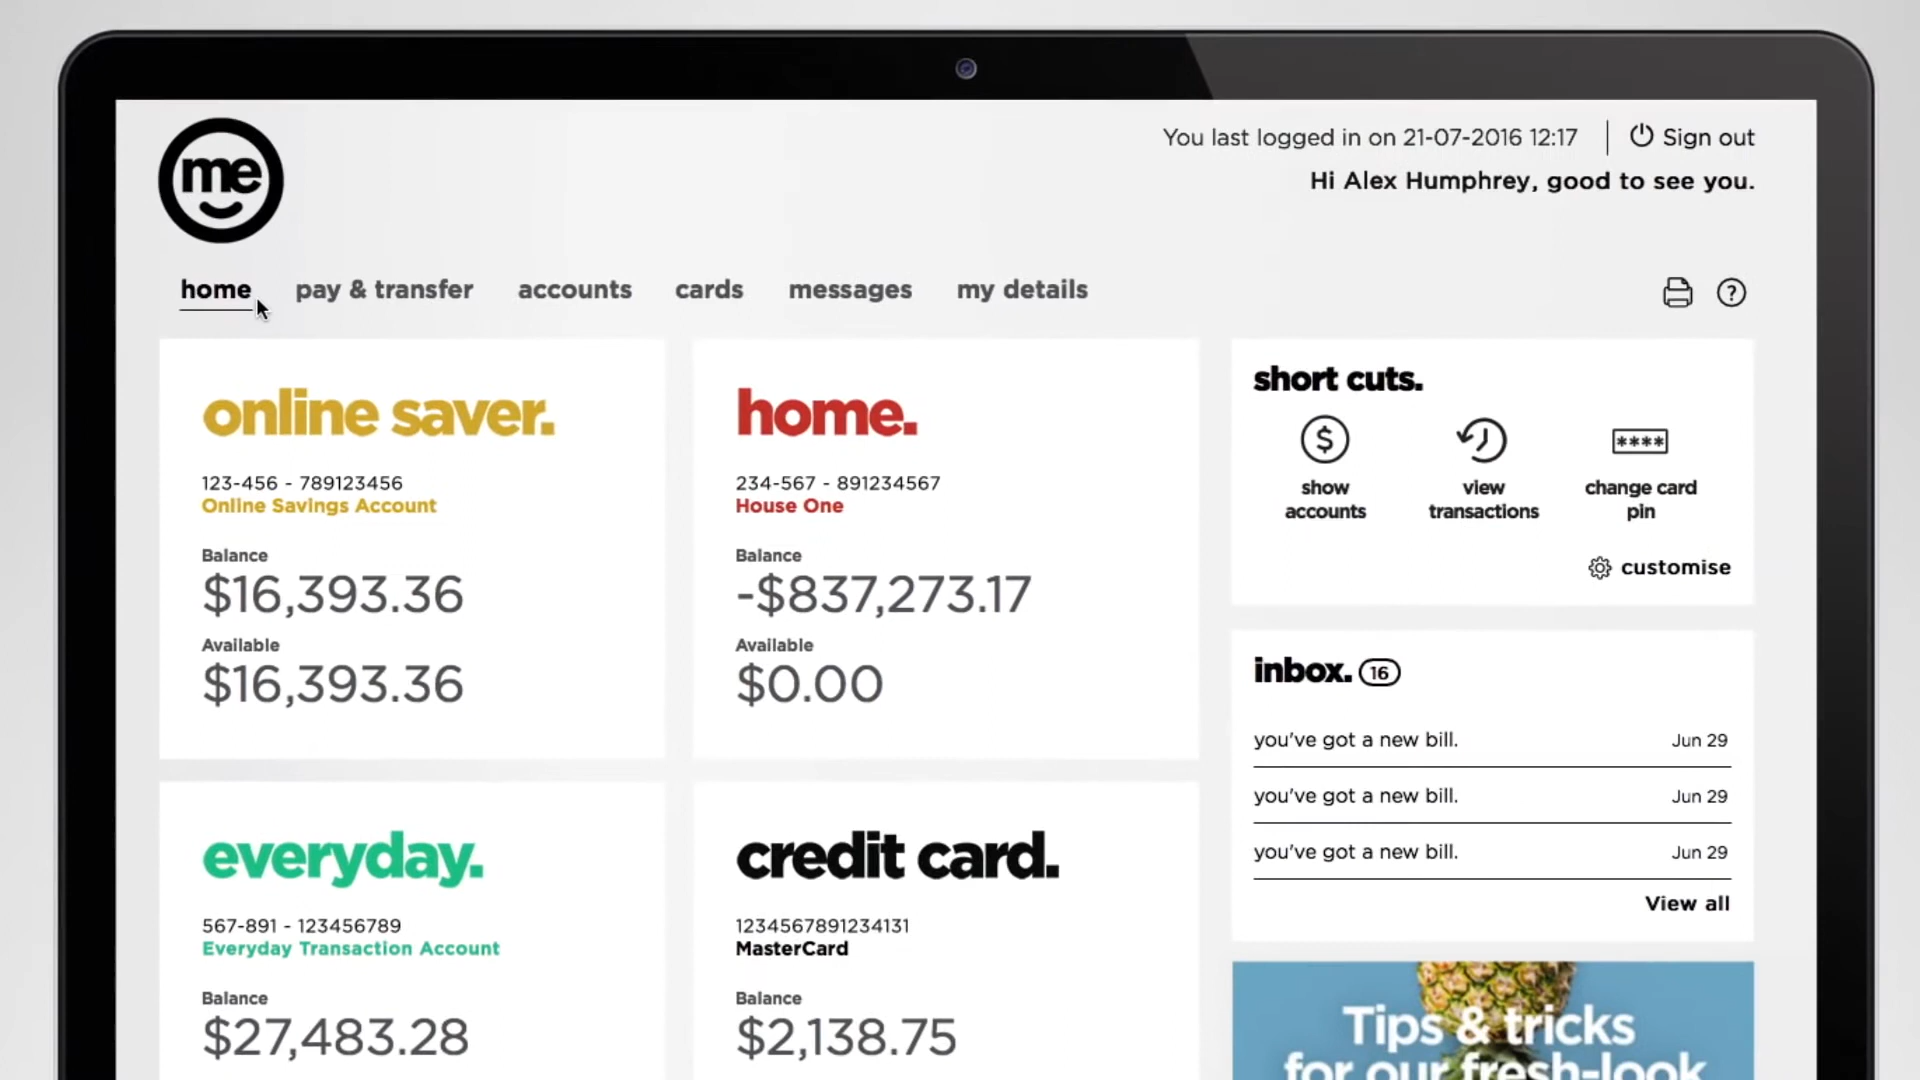 me
You last logged in on 21-07-2016 12:17
Sign out
Hi Alex Humphrey, good to see you.
home
pay & transfer
accounts
cards
messages
my details
?
online saver.
123-456 - 789123456
Online Savings Account
Balance
$16,393.36
Available
$16,393.36
home.
234-567 - 891234567
House One
Balance
-$837,273.17
Available
$0.00
short cuts.
$
show
accounts
view
transactions
****
change card
pin
customise
inbox. 16
you've got a new bill. Jun 29
you've got a new bill. Jun 29
you've got a new bill. Jun 29
View all
everyday.
567-891 - 123456789
Everyday Transaction Account
Balance
$27,483.28
credit card.
1234567891234131
MasterCard
Balance
$2,138.75
Tips & tricks
for our fresh-look